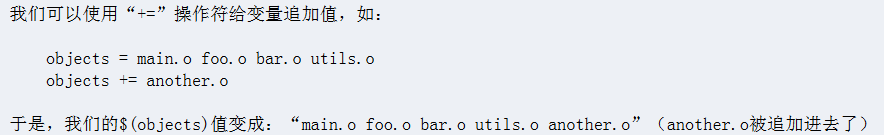 我们可以使用“+=”操作符给变量追加值，如：
objects = main.o foo.o bar.o utils.o
objects += another.o
于是，我们的$(objects)值变成：“main.o foo.o bar.o utils.o another.o”（another.o被追加进去了）